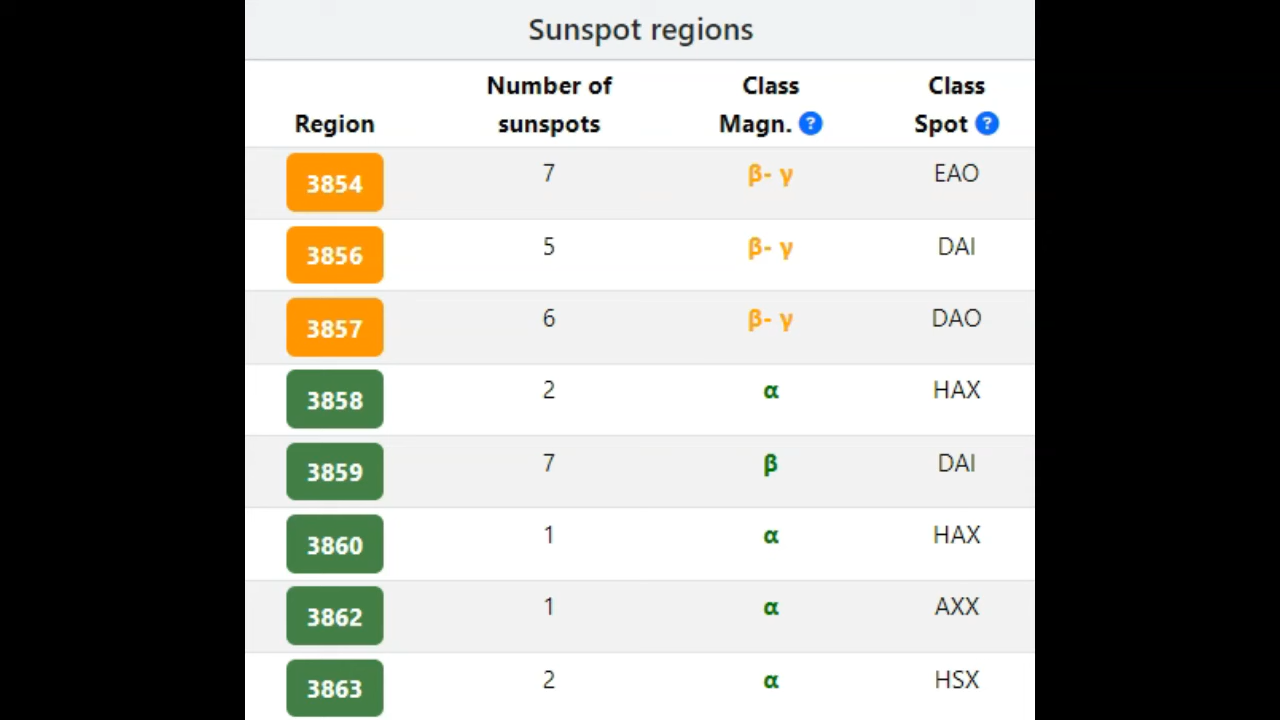 Sunspot regions
Number of Class Class
Region sunspots Magn. ? Spot ?
3854 7 β- γ EAO
3856 5 β- γ DAI
3857 6 β- γ DAO
3858 2 α HAX
3859 7 β DAI
3860 1 α HAX
3862 1 α AXX
3863 2 α HSX